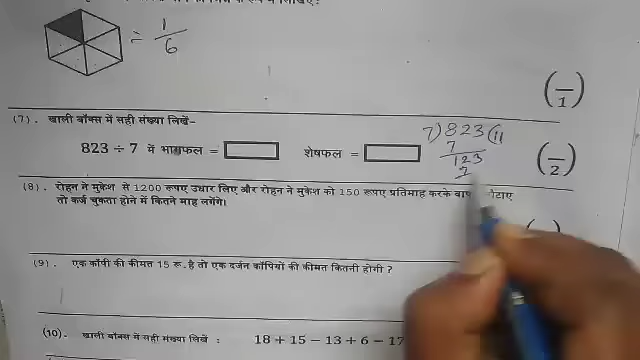 = 1/6
(—/1)
(7). खाली बॉक्स में सही संख्या लिखें-
7)823(11
823 ÷ 7 में भागफल = शेषफल =
7
123
7
(—/2)
(8). रोहन ने मुकेश से 1200 रूपए उधार लिए और रोहन ने मुकेश को 150 रूपए प्रतिमाह करके
तो कर्ज चुकता होने में कितने माह लगेंगे।
(9). एक कॉपी की कीमत 15 रू. है तो एक दर्जन कॉपियों की कीमत कितनी होगी ?
(10). खाली बॉक्स में सही संख्या लिखें : 18 + 15 – 13 + 6 – 17